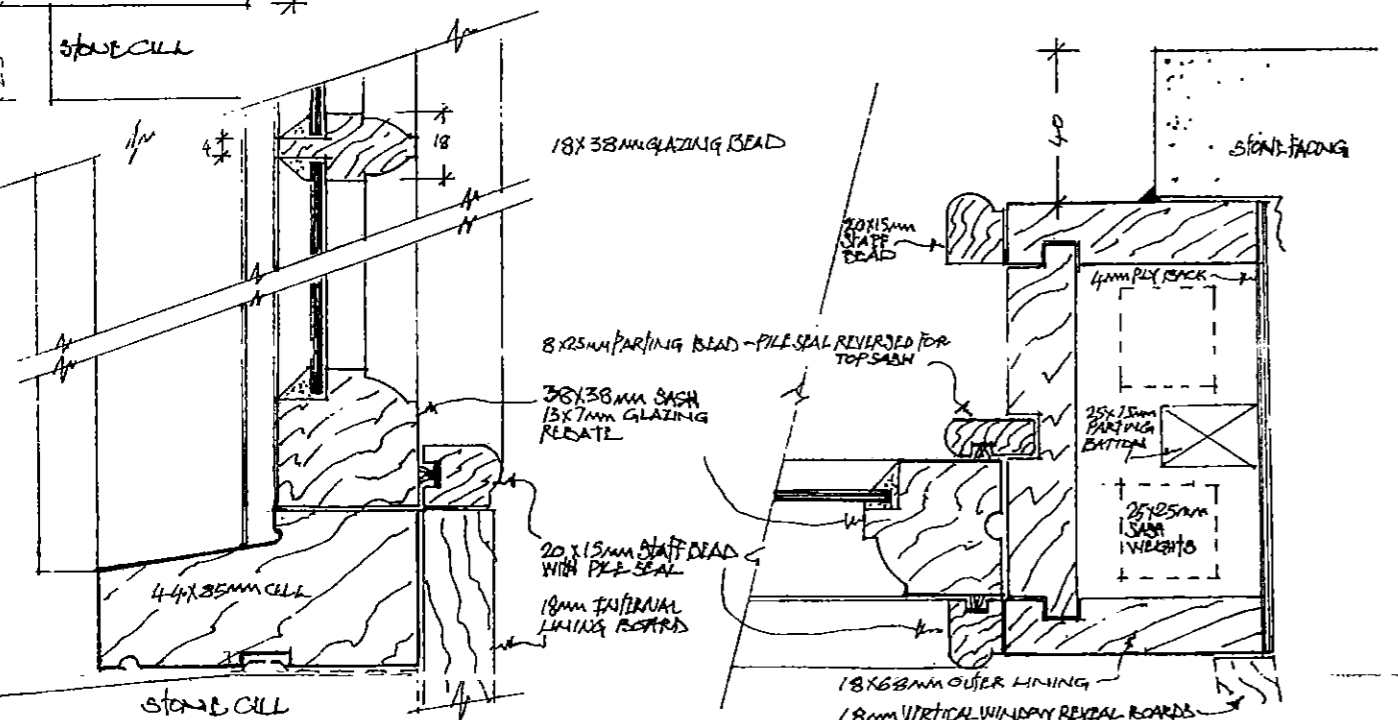 STONE CILL
4
18
18X38mm GLAZING BEAD
40
STONE FACING
20X15mm
STAFF
BEAD
4mm PLY BACK
8X25mm PARTING BEAD - PILE SEAL REVERSED FOR
TOP SASH
38X38mm SASH
13X7mm GLAZING
REBATE
25X15mm
PARTING
BATTON
25X25mm
SASH
WEIGHTS
20X15mm STAFF BEAD
WITH PILE SEAL
44X85mm CILL
18mm INTERNAL
LINING BOARD
STONE CILL
18X68mm OUTER LINING
18mm VERTICAL WINDOW REVEAL BOARDS